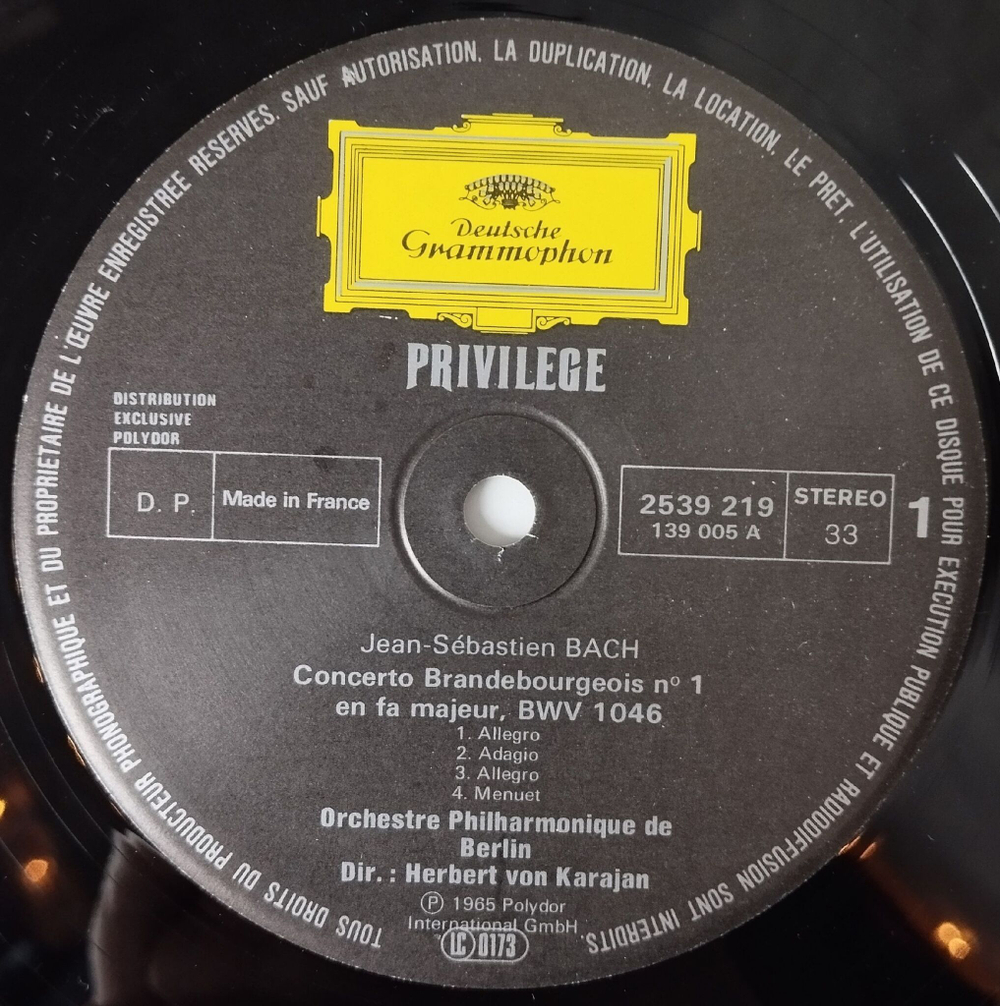 TOUS DROITS DU PRODUCTEUR PHONOGRAPHIQUE ET DU PROPRIETAIRE DE L'ŒUVRE ENREGISTREE RESERVES. SAUF AUTORISATION, LA DUPLICATION, LA LOCATION, LE PRET, L'UTILISATION DE CE DISQUE POUR EXECUTION PUBLIQUE ET RADIODIFFUSION SONT INTERDITS.
Deutsche
Grammophon
PRIVILEGE
DISTRIBUTION
EXCLUSIVE
POLYDOR
D. P.
Made in France
2539 219
139 005 A
STEREO
33
1
Jean-Sébastien BACH
Concerto Brandebourgeois nº 1
en fa majeur, BWV 1046
1. Allegro
2. Adagio
3. Allegro
4. Menuet
Orchestre Philharmonique de
Berlin
Dir. : Herbert von Karajan
Ⓟ 1965 Polydor
International GmbH
LC 0173